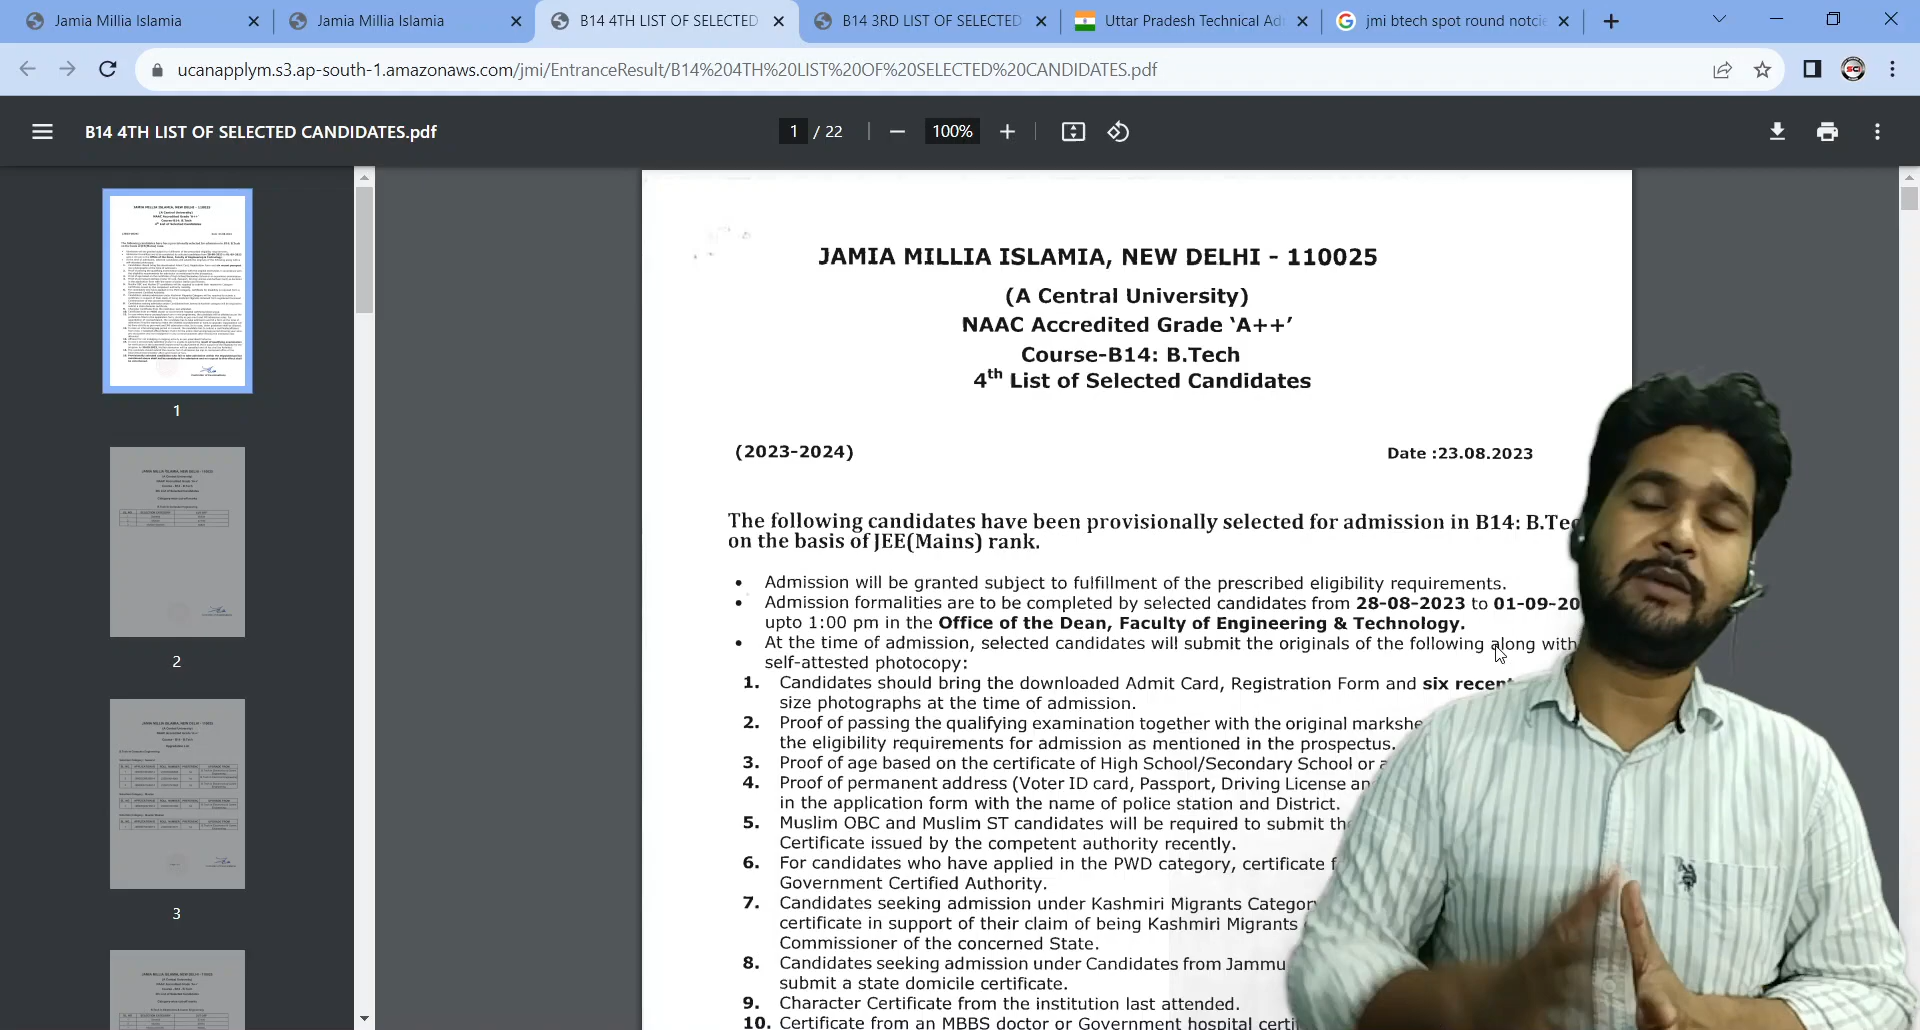 Jamia Millia Islamia
Jamia Millia Islamia
B14 4TH LIST OF SELECTED
B14 3RD LIST OF SELECTED
Uttar Pradesh Technical Ad
jmi btech spot round notcie
ucanapplym.s3.ap-south-1.amazonaws.com/jmi/EntranceResult/B14%204TH%20LIST%20OF%20SELECTED%20CANDIDATES.pdf
B14 4TH LIST OF SELECTED CANDIDATES.pdf
1 / 22
100%
JAMIA MILLIA ISLAMIA, NEW DELHI - 110025
(A Central University)
NAAC Accredited Grade ‘A++’
Course-B14: B.Tech
4th List of Selected Candidates
(2023-2024) Date :23.08.2023
The following candidates have been provisionally selected for admission in B14: B.Tec
on the basis of JEE(Mains) rank.
• Admission will be granted subject to fulfillment of the prescribed eligibility requirements.
• Admission formalities are to be completed by selected candidates from 28-08-2023 to 01-09-20
upto 1:00 pm in the Office of the Dean, Faculty of Engineering & Technology.
• At the time of admission, selected candidates will submit the originals of the following along with
self-attested photocopy:
1. Candidates should bring the downloaded Admit Card, Registration Form and six recent
size photographs at the time of admission.
2. Proof of passing the qualifying examination together with the original markshe
the eligibility requirements for admission as mentioned in the prospectus.
3. Proof of age based on the certificate of High School/Secondary School or a
4. Proof of permanent address (Voter ID card, Passport, Driving License an
in the application form with the name of police station and District.
5. Muslim OBC and Muslim ST candidates will be required to submit the
Certificate issued by the competent authority recently.
6. For candidates who have applied in the PWD category, certificate f
Government Certified Authority.
7. Candidates seeking admission under Kashmiri Migrants Category
certificate in support of their claim of being Kashmiri Migrants
Commissioner of the concerned State.
8. Candidates seeking admission under Candidates from Jammu
submit a state domicile certificate.
9. Character Certificate from the institution last attended.
10. Certificate from an MBBS doctor or Government hospital certi
1
2
3